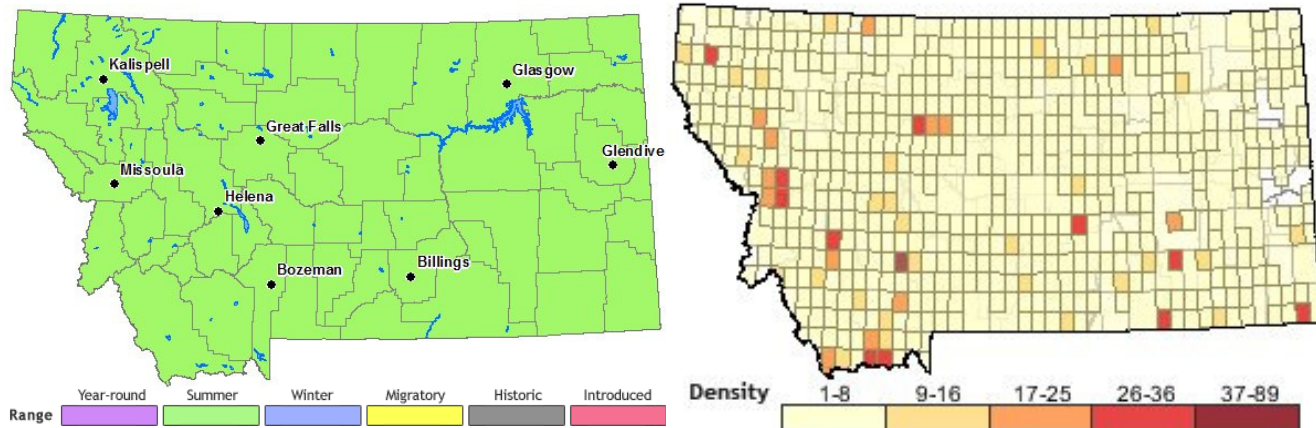 Kalispell
Glasgow
Great Falls
Glendive
Missoula
Helena
Bozeman
Billings
Range
Year-round
Summer
Winter
Migratory
Historic
Introduced
Density
1-8
9-16
17-25
26-36
37-89